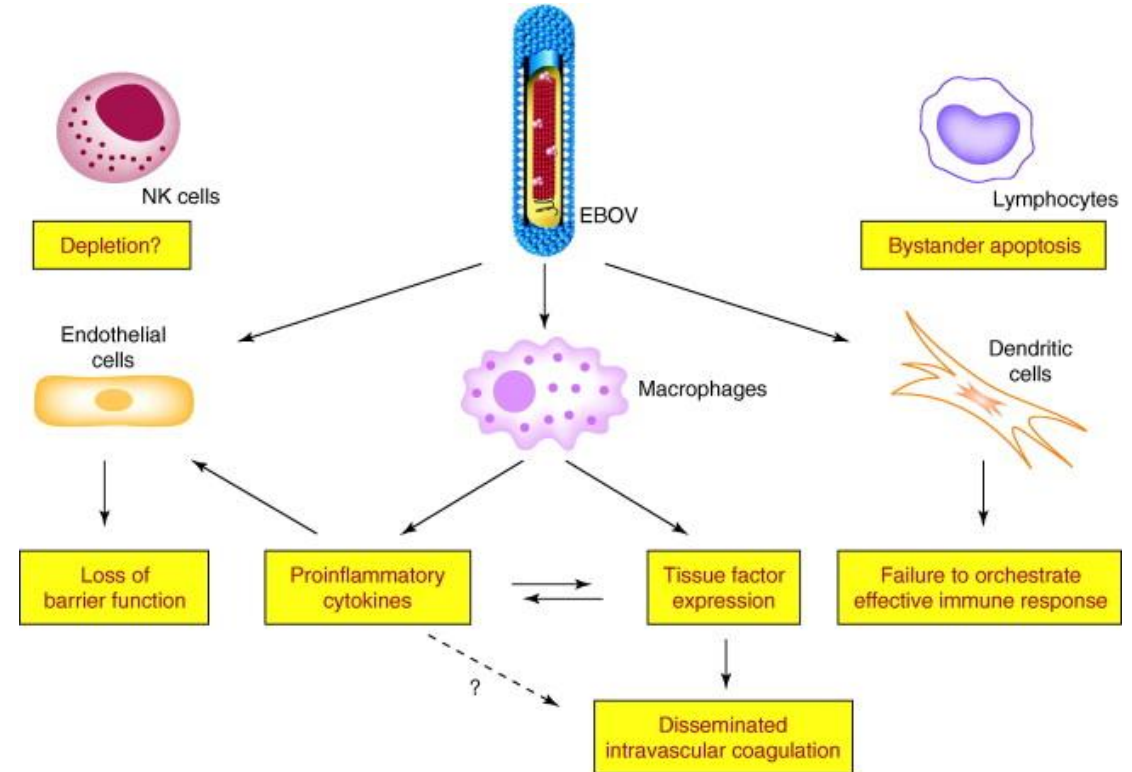 NK cells
Depletion?
EBOV
Lymphocytes
Bystander apoptosis
Endothelial
cells
Macrophages
Dendritic
cells
Loss of
barrier function
Proinflammatory
cytokines
Tissue factor
expression
Failure to orchestrate
effective immune response
?
Disseminated
intravascular coagulation